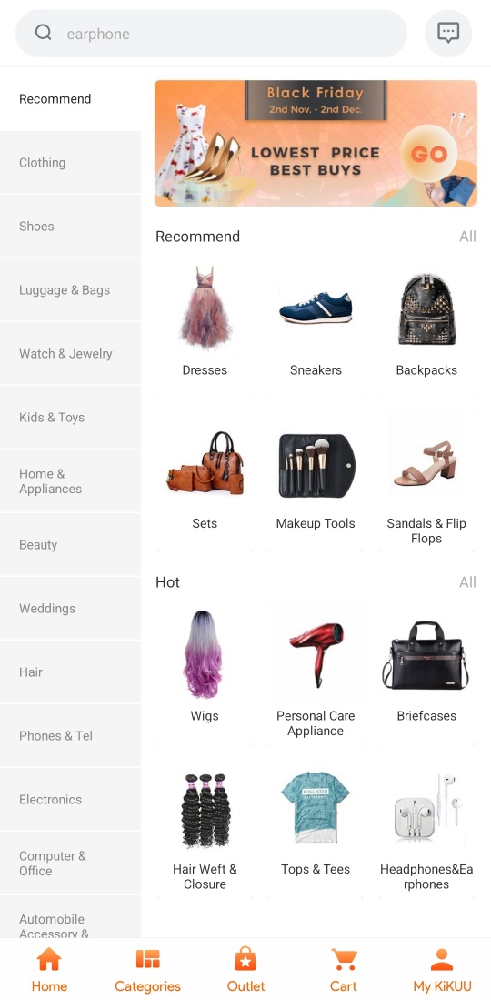 earphone
Recommend
Clothing
Shoes
Luggage & Bags
Watch & Jewelry
Kids & Toys
Home &
Appliances
Beauty
Weddings
Hair
Phones & Tel
Electronics
Computer &
Office
Automobile
Accessory &
Black Friday
2nd Nov. - 2nd Dec.
LOWEST PRICE
BEST BUYS
GO
Recommend
All
Dresses
Sneakers
Backpacks
Sets
Makeup Tools
Sandals & Flip
Flops
Hot
All
Wigs
Personal Care
Appliance
Briefcases
HOLLISTER
Hair Weft &
Closure
Tops & Tees
Headphones&Ea
rphones
Home
Categories
Outlet
Cart
My KiKUU